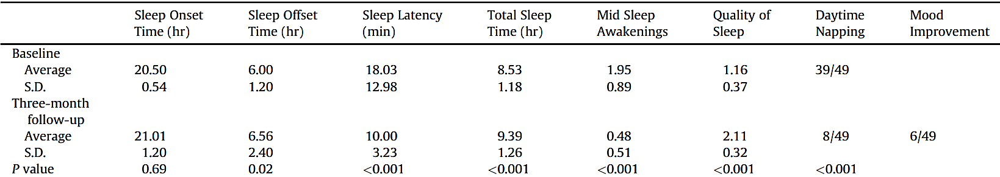 Sleep Onset Sleep Offset Sleep Latency Total Sleep Mid Sleep Quality of Daytime Mood
Time (hr) Time (hr) (min) Time (hr) Awakenings Sleep Napping Improvement
Baseline
Average 20.50 6.00 18.03 8.53 1.95 1.16 39/49
S.D. 0.54 1.20 12.98 1.18 0.89 0.37
Three-month
follow-up
Average 21.01 6.56 10.00 9.39 0.48 2.11 8/49 6/49
S.D. 1.20 2.40 3.23 1.26 0.51 0.32
P value 0.69 0.02 <0.001 <0.001 <0.001 <0.001 <0.001